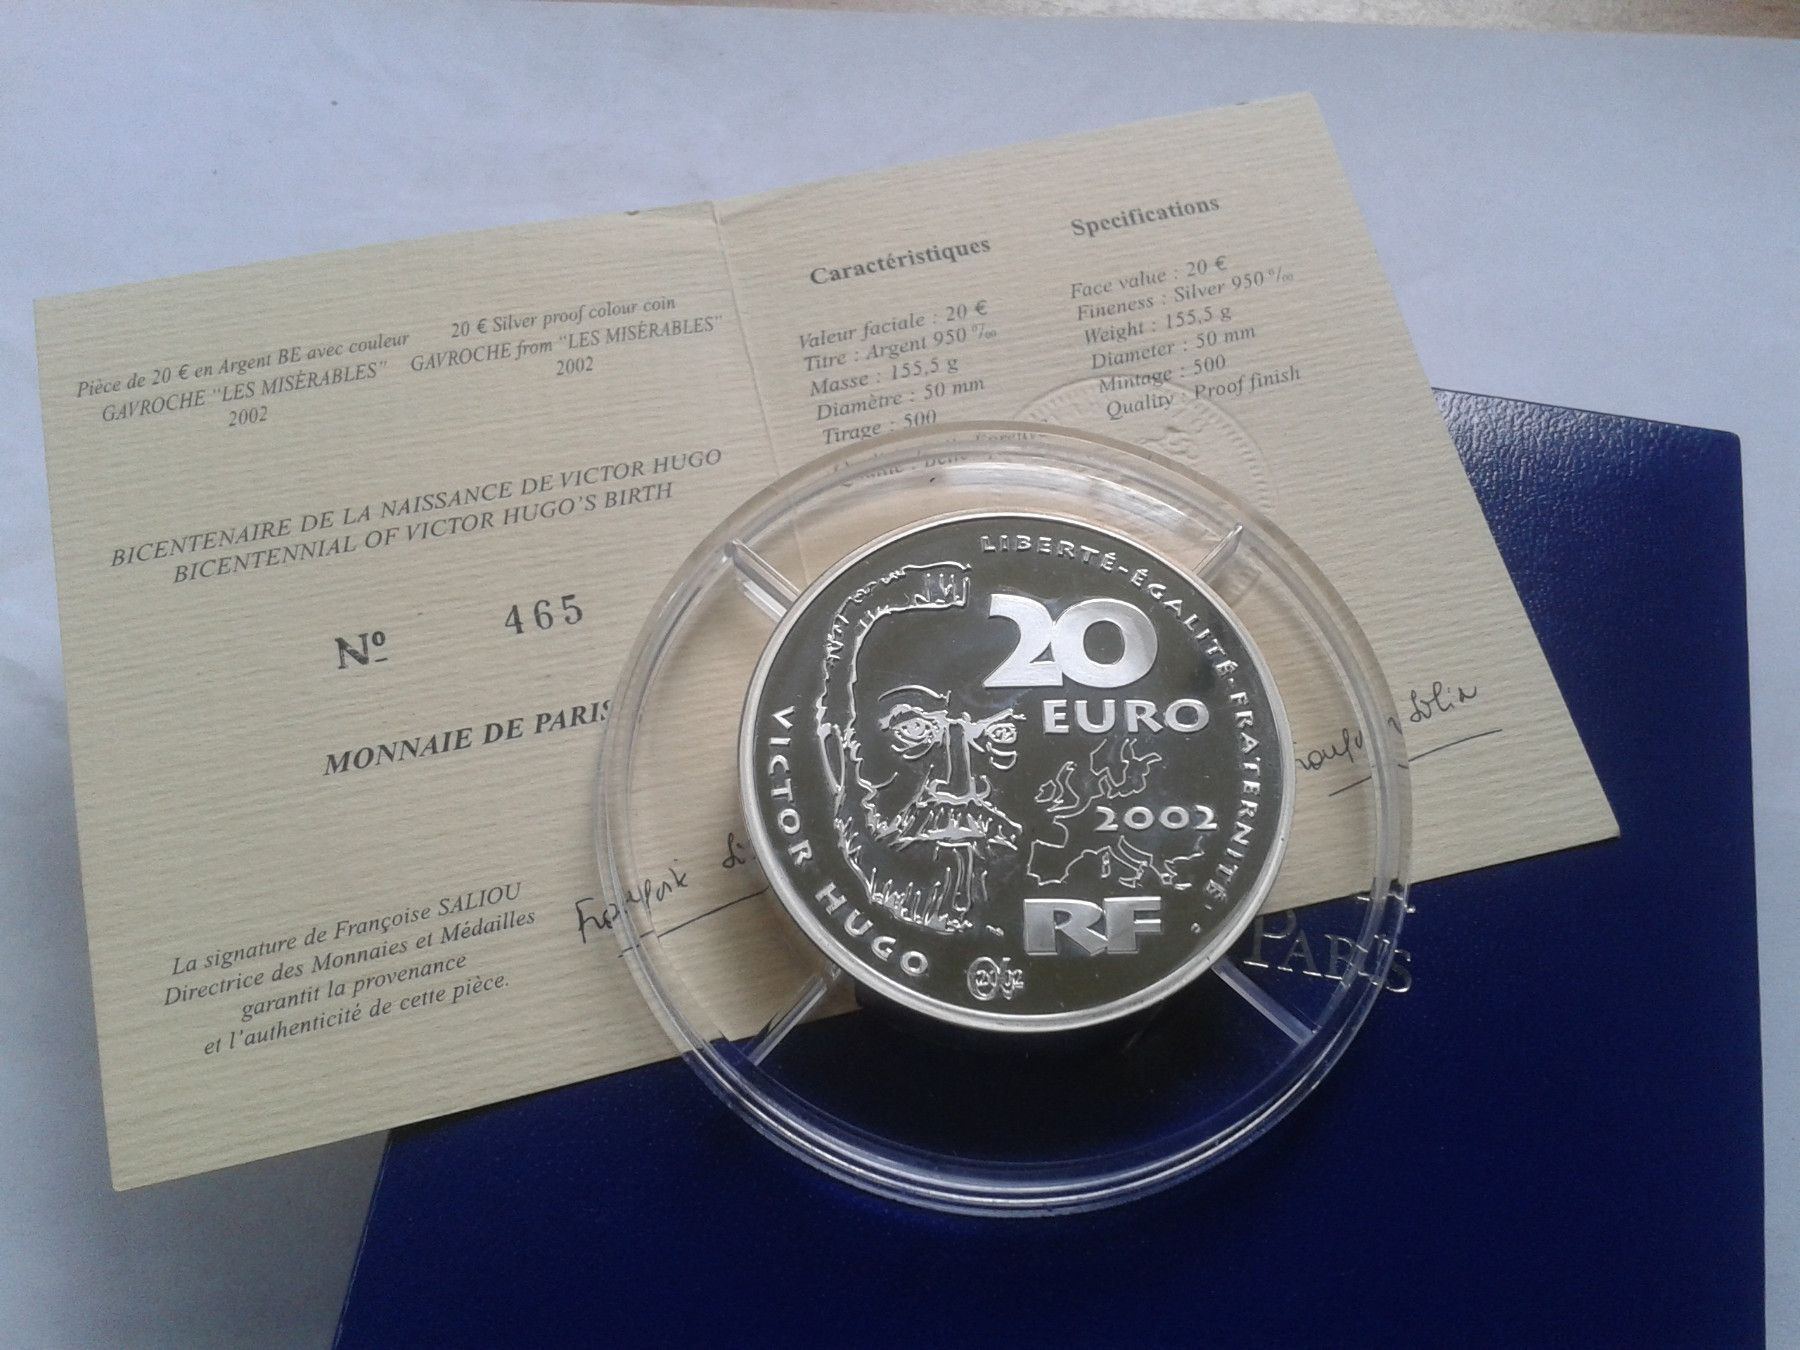 Pièce de 20 € en Argent BE avec couleur
GAVROCHE "LES MISÉRABLES"
2002
20 € Silver proof colour coin
GAVROCHE from "LES MISÉRABLES"
2002
BICENTENAIRE DE LA NAISSANCE DE VICTOR HUGO
BICENTENNIAL OF VICTOR HUGO'S BIRTH
Nº 465
MONNAIE DE PARIS
La signature de Françoise SALIOU
Directrice des Monnaies et Médailles
garantit la provenance
et l'authenticité de cette pièce.
Caractéristiques
Valeur faciale : 20 €
Titre : Argent 950 ‰
Masse : 155,5 g
Diamètre : 50 mm
Tirage : 500
Specifications
Face value : 20 €
Fineness : Silver 950 ‰
Weight : 155,5 g
Diameter : 50 mm
Mintage : 500
Quality : Proof finish
LIBERTÉ-ÉGALITÉ-FRATERNITÉ
20
EURO
2002
RF
VICTOR HUGO
PARIS